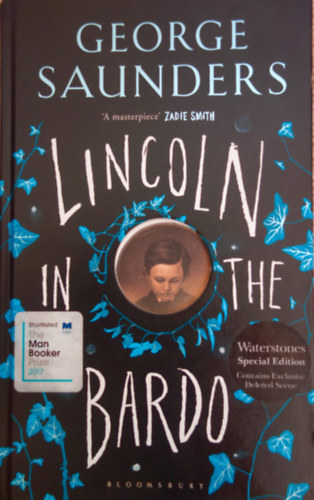 GEORGE
SAUNDERS
'A masterpiece' ZADIE SMITH
LINCOLN
IN THE
BARDO
Shortlisted
The
Man
Booker
Prize
2017
Waterstones
Special Edition
Contains Exclusive
Deleted Scene
BLOOMSBURY